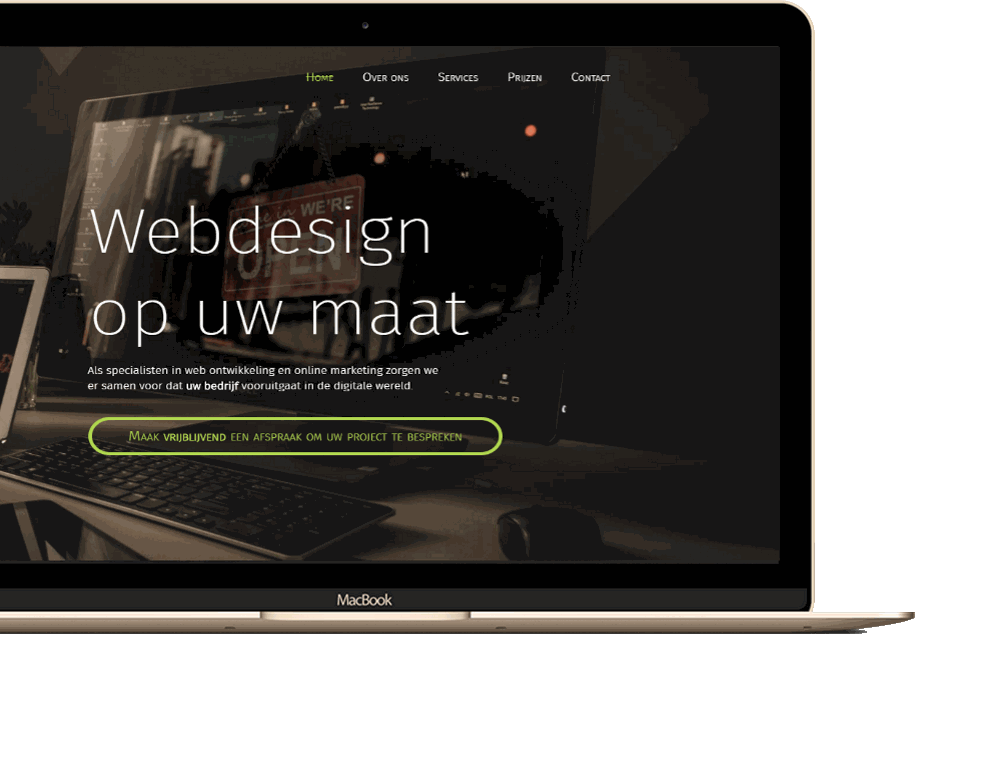 Home Over ons Services Prijzen Contact
WE'RE
OPEN
Webdesign
op uw maat
Als specialisten in web ontwikkeling en online marketing zorgen we
er samen voor dat uw bedrijf vooruitgaat in de digitale wereld.
Maak vrijblijvend een afspraak om uw project te bespreken
MacBook